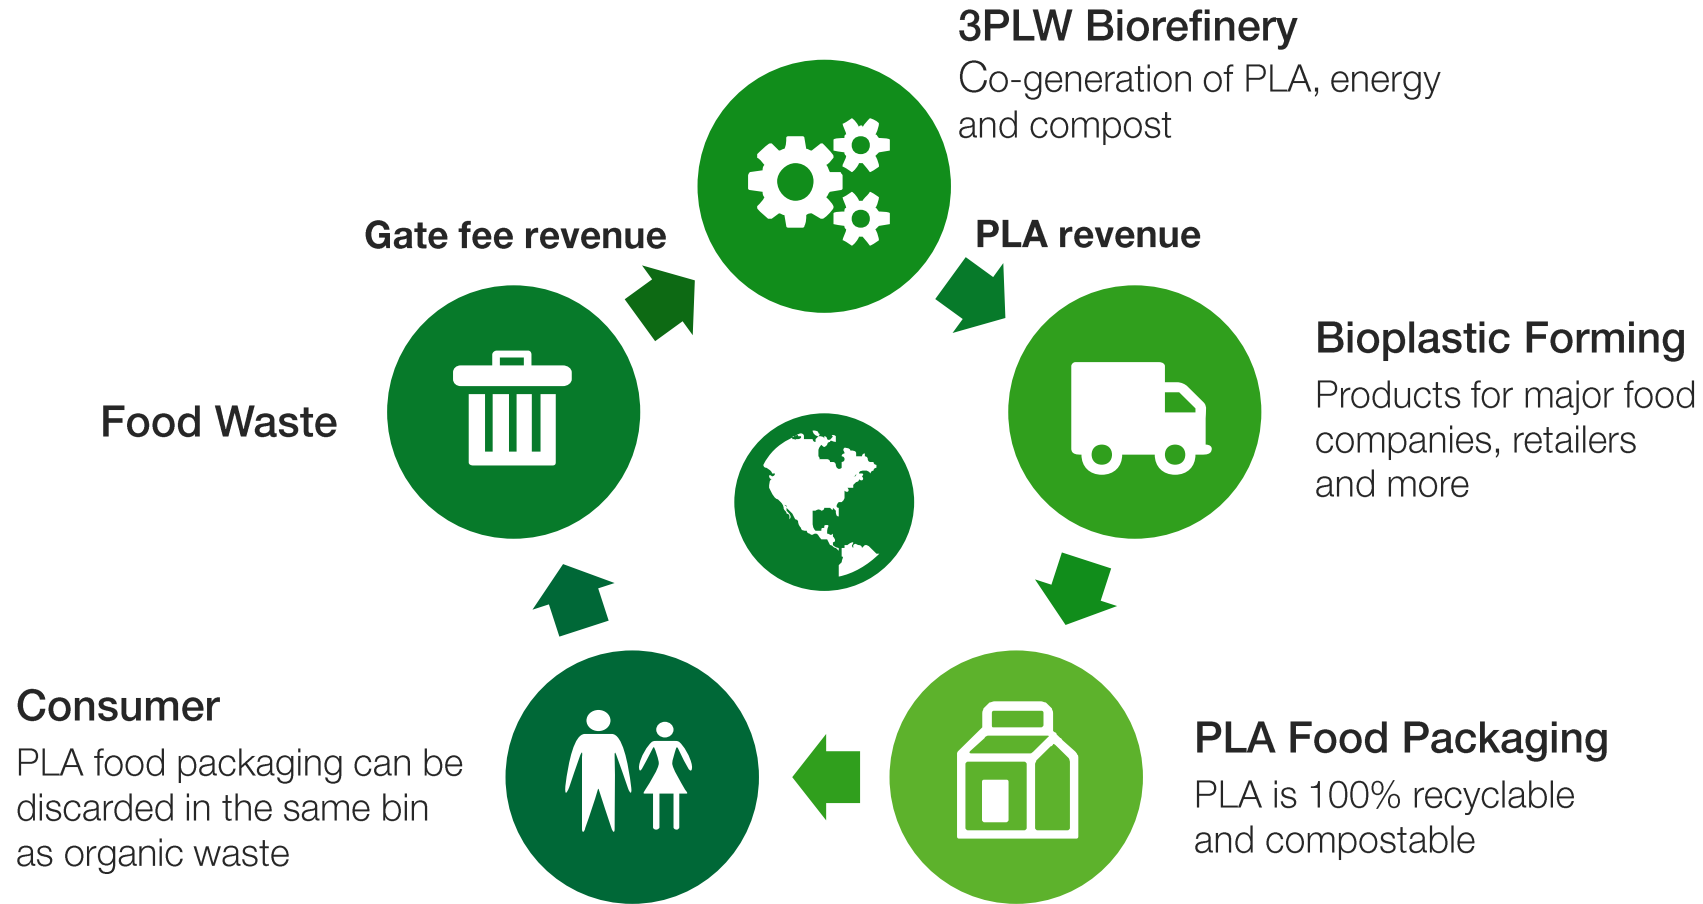 3PLW Biorefinery
Co-generation of PLA, energy
and compost
Gate fee revenue
PLA revenue
Bioplastic Forming
Products for major food
companies, retailers
and more
Food Waste
Consumer
PLA food packaging can be
discarded in the same bin
as organic waste
PLA Food Packaging
PLA is 100% recyclable
and compostable